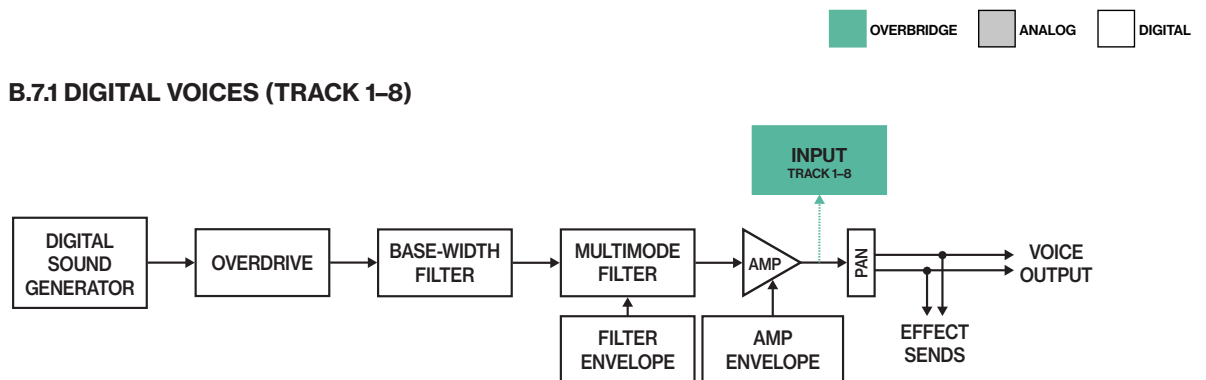 OVERBRIDGE
ANALOG
DIGITAL
B.7.1 DIGITAL VOICES (TRACK 1–8)
INPUT
TRACK 1–8
DIGITAL
SOUND
GENERATOR
OVERDRIVE
BASE-WIDTH
FILTER
MULTIMODE
FILTER
AMP
PAN
VOICE
OUTPUT
FILTER
ENVELOPE
AMP
ENVELOPE
EFFECT
SENDS